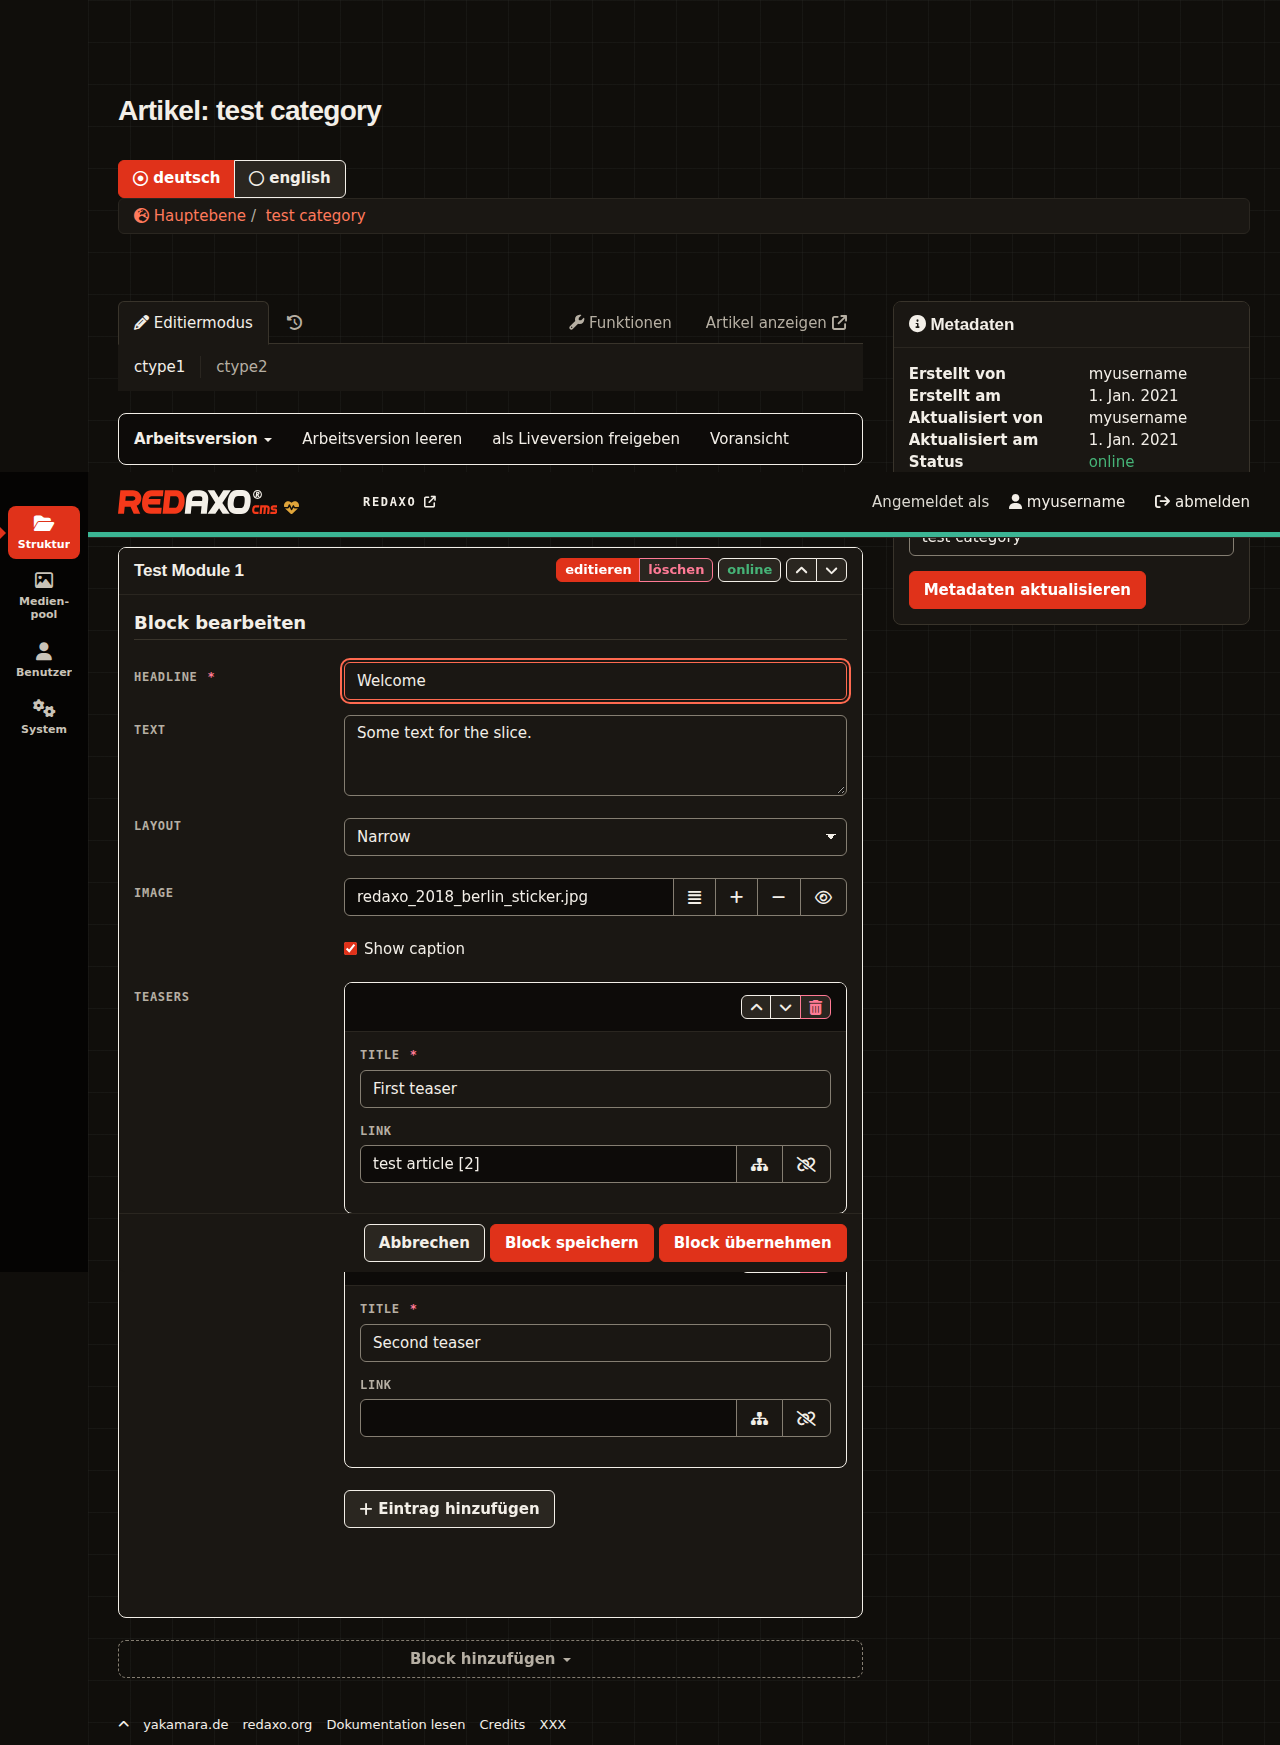 Artikel: test category
deutsch
english
Hauptebene / test category
Editiermodus
Funktionen
Artikel anzeigen
ctype1
ctype2
Arbeitsversion
Arbeitsversion leeren
als Liveversion freigeben
Voransicht
Metadaten
Erstellt von myusername
Erstellt am 1. Jan. 2021
Aktualisiert von myusername
Aktualisiert am 1. Jan. 2021
Status online
REDAXO® cms
REDAXO
Angemeldet als myusername
abmelden
test category
Metadaten aktualisieren
Struktur
Medien-
pool
Benutzer
System
Test Module 1
editieren
löschen
online
Block bearbeiten
HEADLINE *
Welcome
TEXT
Some text for the slice.
LAYOUT
Narrow
IMAGE
redaxo_2018_berlin_sticker.jpg
Show caption
TEASERS
TITLE *
First teaser
LINK
test article [2]
Abbrechen
Block speichern
Block übernehmen
TITLE *
Second teaser
LINK
Eintrag hinzufügen
Block hinzufügen
yakamara.de redaxo.org Dokumentation lesen Credits XXX